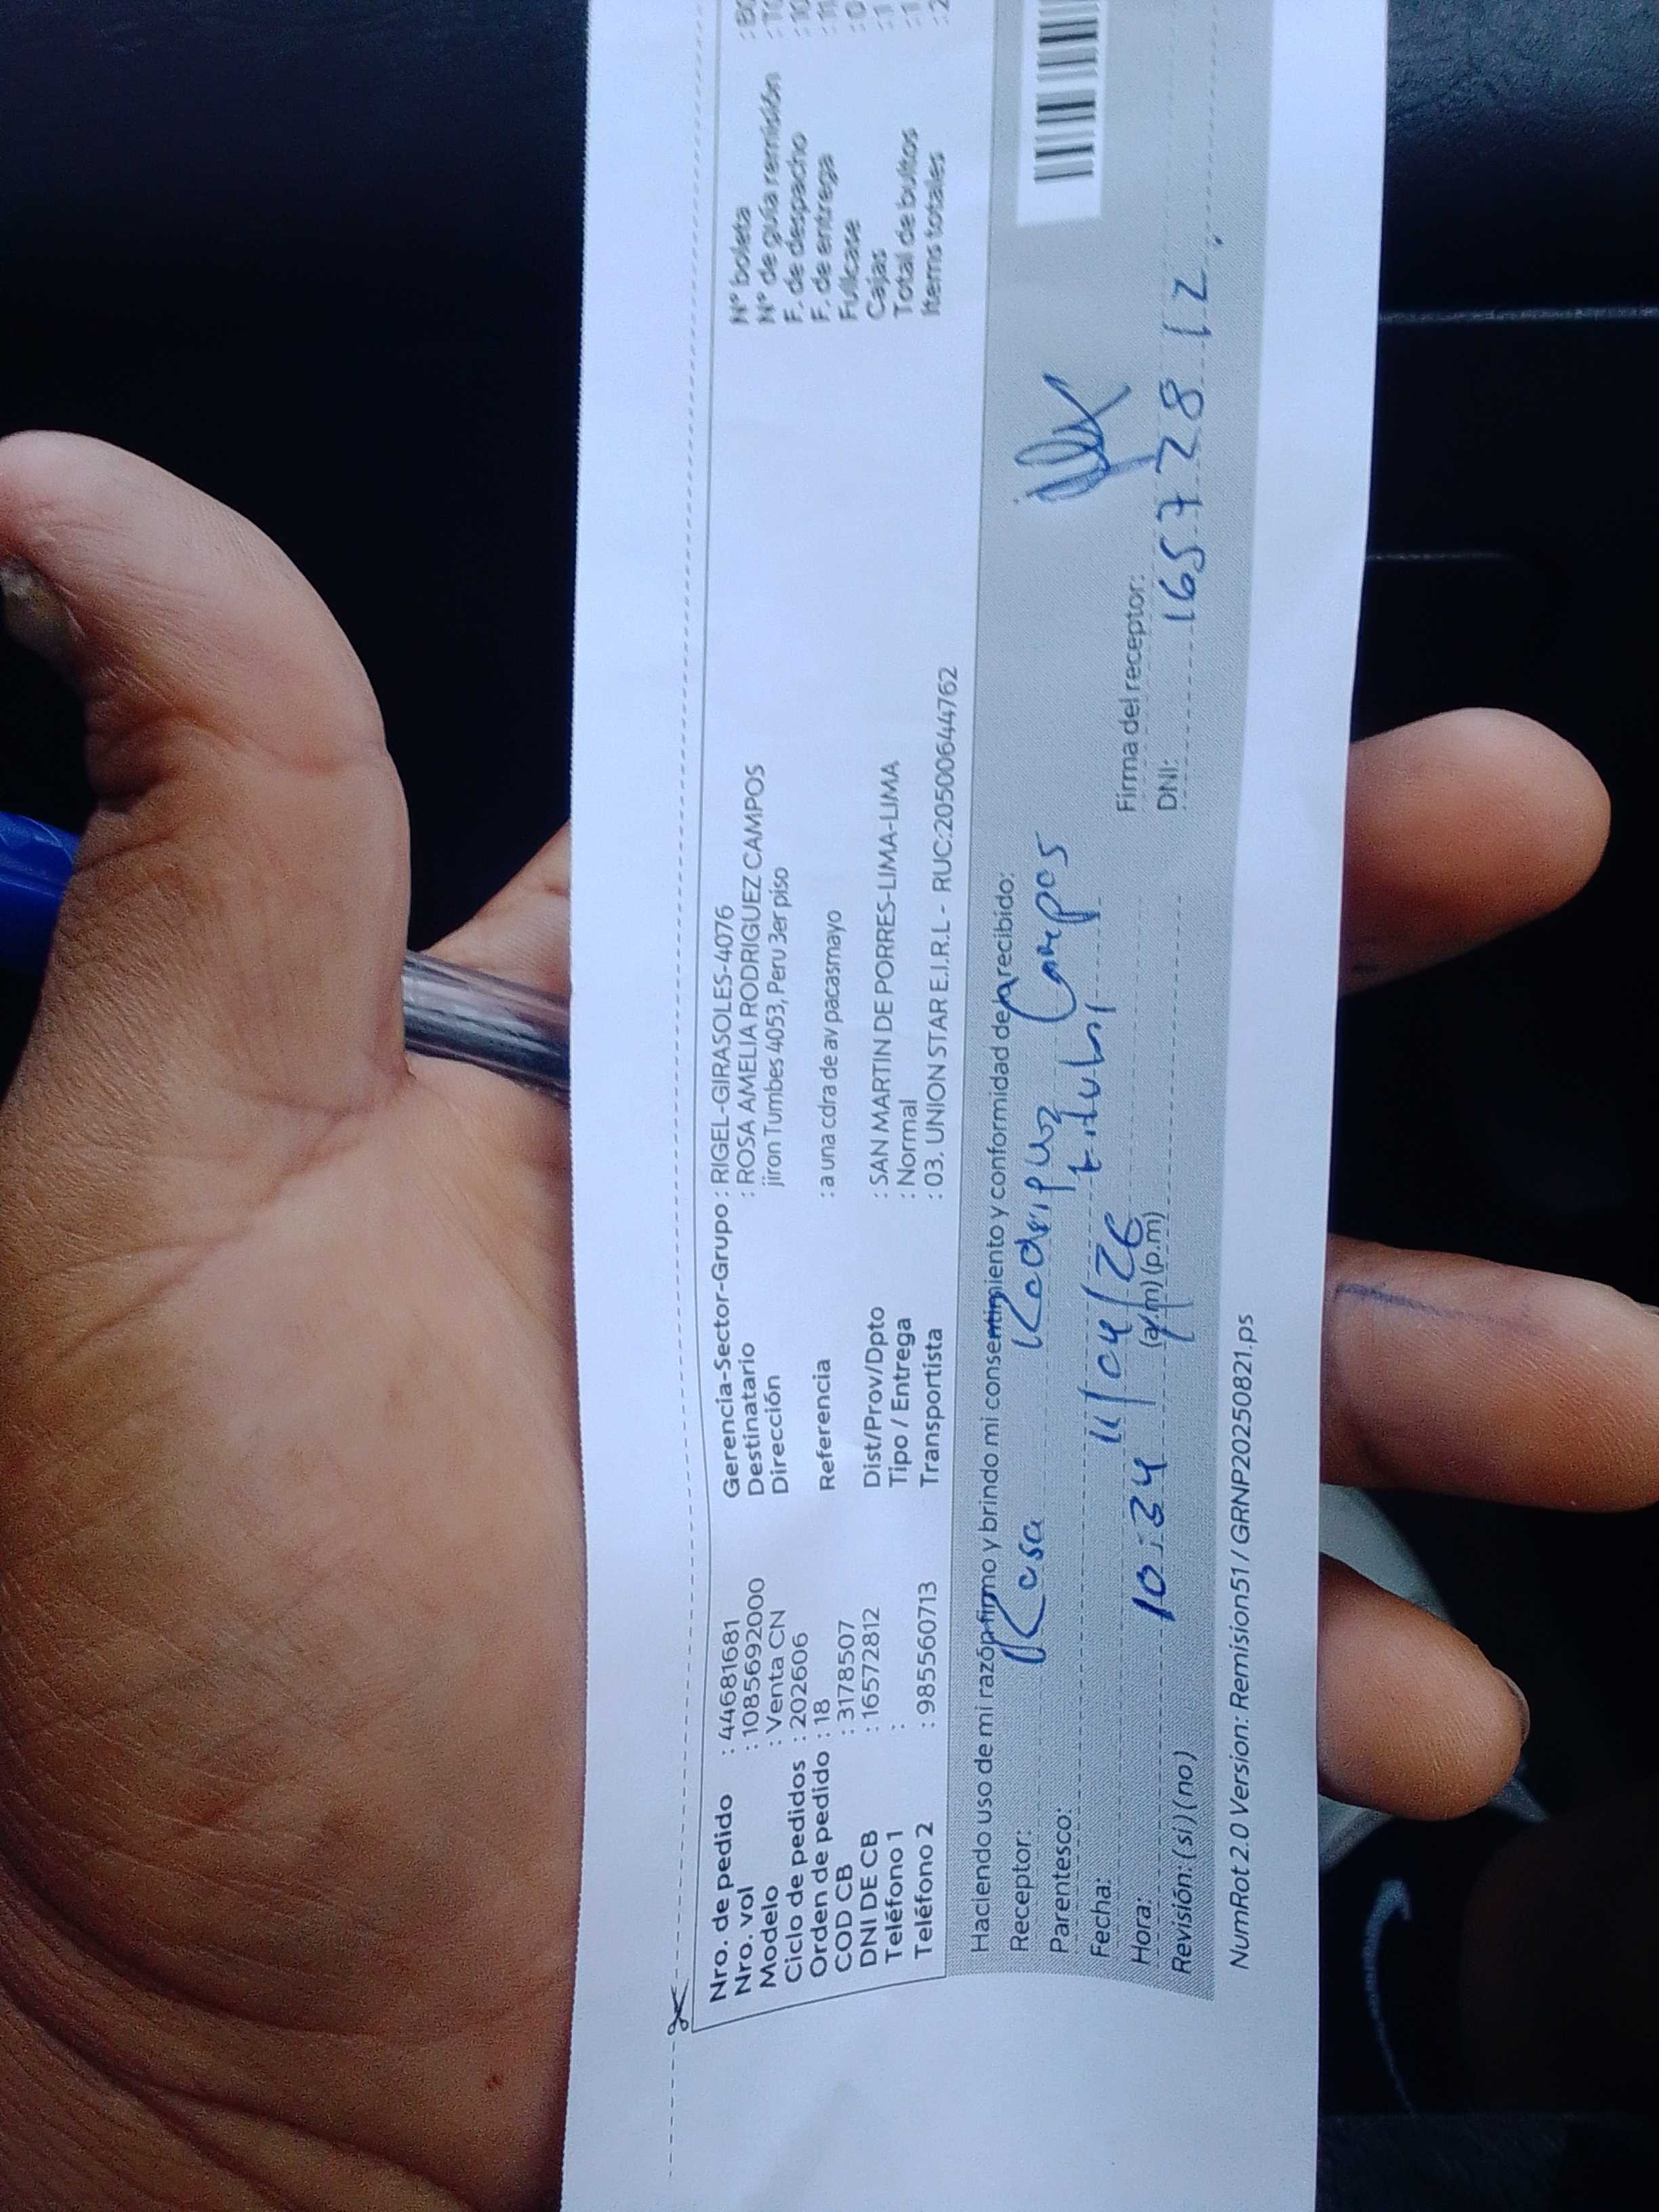 Nro. de pedido : 44681681
Nro. vol : 1085692000
Modelo : Venta CN
Ciclo de pedidos : 202606
Orden de pedido : 18
COD CB : 3178507
DNI DE CB : 16572812
Teléfono 1 :
Teléfono 2 : 985560713
Gerencia-Sector-Grupo : RIGEL-GIRASOLES-4076
Destinatario : ROSA AMELIA RODRIGUEZ CAMPOS
Dirección jiron Tumbes 4053, Peru 3er piso
Referencia : a una cdra de av pacasmayo
Dist/Prov/Dpto : SAN MARTIN DE PORRES-LIMA-LIMA
Tipo / Entrega : Normal
Transportista : 03. UNION STAR E.I.R.L - RUC:20500644762
N° boleta
N° de guía remisión
F. de despacho
F. de entrega
Fullcase
Cajas
Total de bultos
Items totales
Haciendo uso de mi razón firmo y brindo mi consentimiento y conformidad de lo recibido:
Receptor: Rosa Rodriguez Campos
Parentesco: titular
Fecha: 11/04/26
Hora: 10:34 (a.m) (p.m)
Revisión: (si) (no)
Firma del receptor:
DNI: 16572812
NumRot 2.0 Version: Remision51 / GRNP20250821.ps